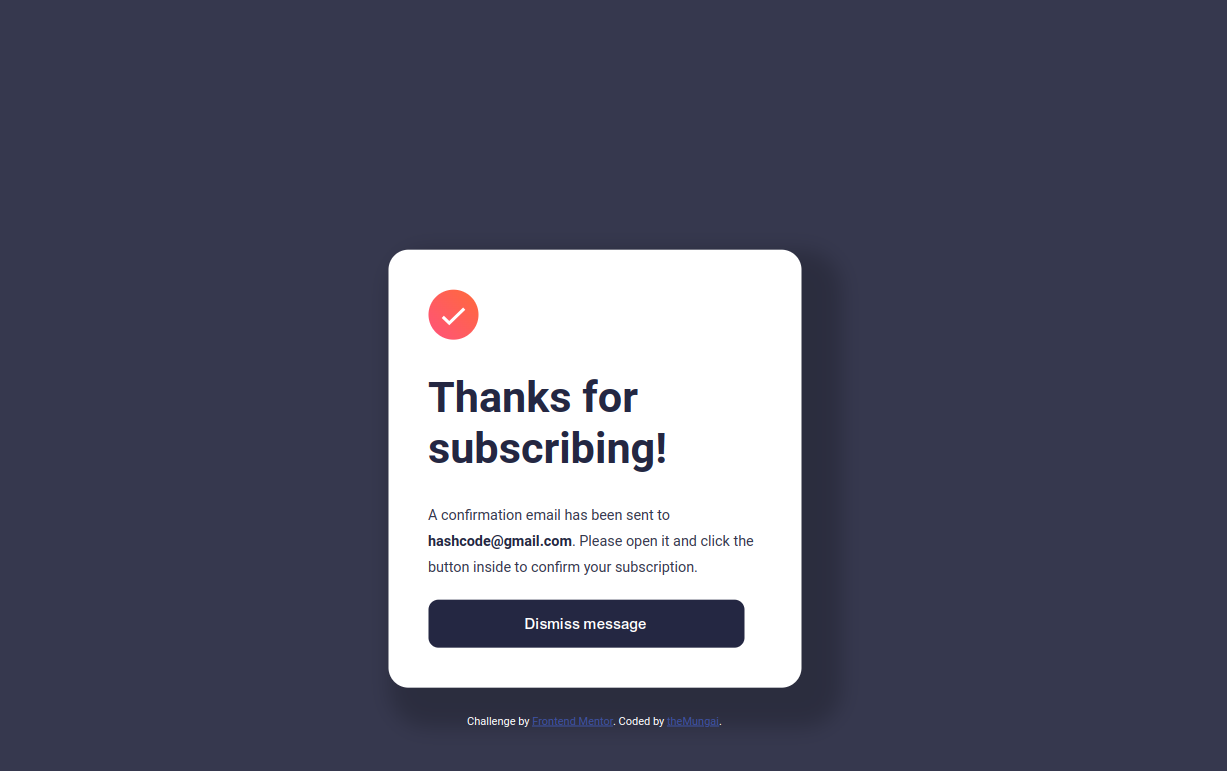 Thanks for
subscribing!
A confirmation email has been sent to
hashcode@gmail.com. Please open it and click the
button inside to confirm your subscription.
Dismiss message
Challenge by Frontend Mentor. Coded by theMungai.